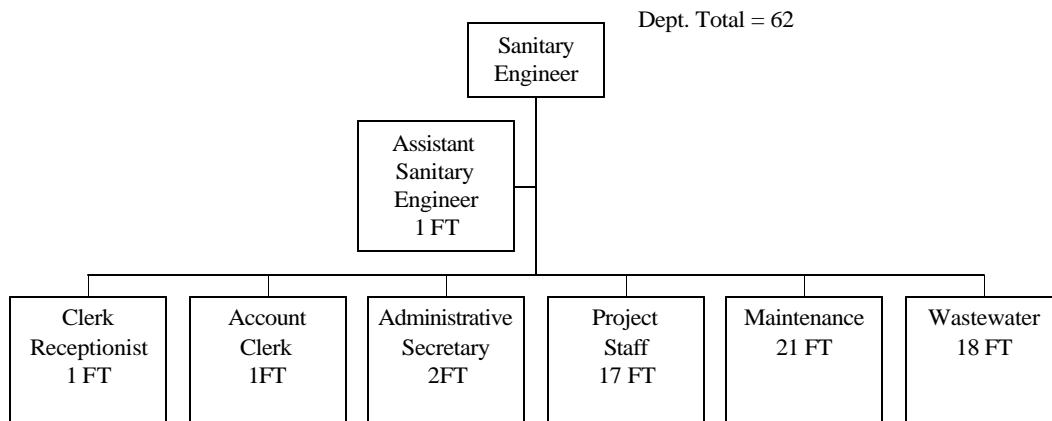 Dept. Total = 62
Sanitary
Engineer
Assistant
Sanitary
Engineer
1 FT
Clerk
Receptionist
1 FT
Account
Clerk
1FT
Administrative
Secretary
2FT
Project
Staff
17 FT
Maintenance
21 FT
Wastewater
18 FT